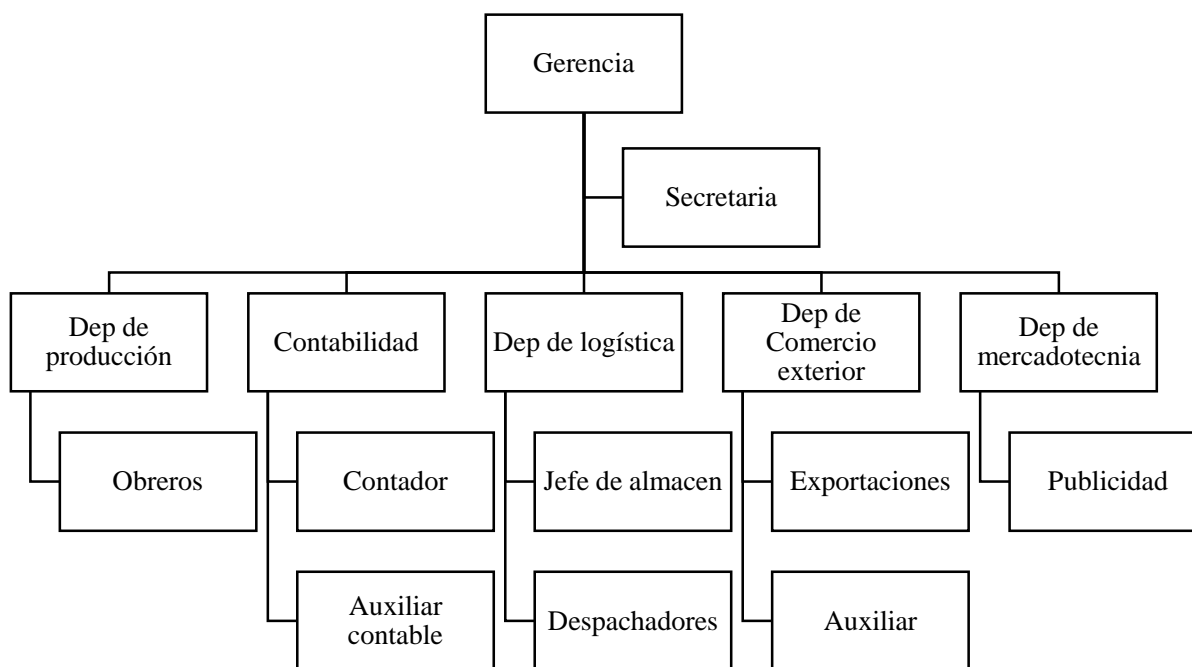 Gerencia
Secretaria
Dep de
producción
Contabilidad
Dep de logística
Dep de
Comercio
exterior
Dep de
mercadotecnia
Obreros
Contador
Jefe de almacen
Exportaciones
Publicidad
Auxiliar
contable
Despachadores
Auxiliar